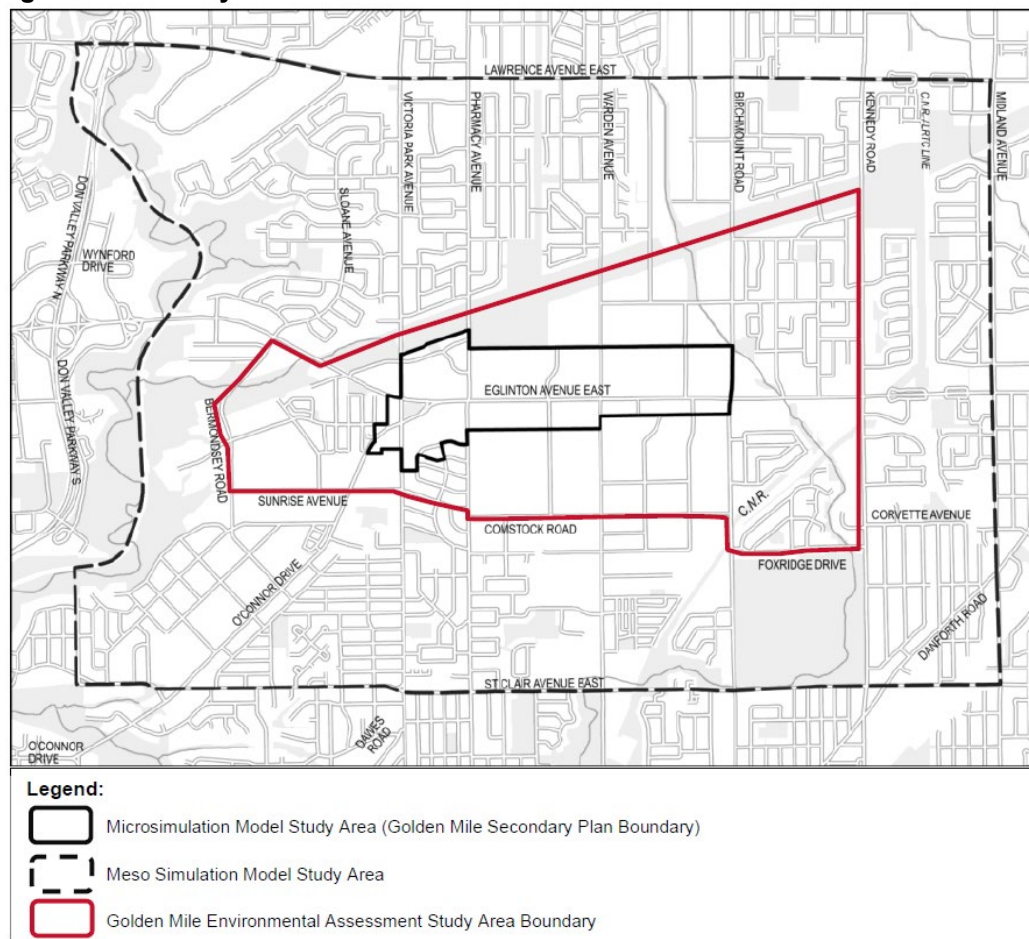 LAWRENCE AVENUE EAST
VICTORIA PARK AVENUE
PHARMACY AVENUE
WARDEN AVENUE
BIRCHMOUNT ROAD
KENNEDY ROAD
C.N.R. / LRTC LINE
MIDLAND AVENUE
SLOANE AVENUE
DON VALLEY PARKWAY N
WYNFORD
DRIVE
DON VALLEY PARKWAY S
BERMONDSEY ROAD
EGLINTON AVENUE EAST
SUNRISE AVENUE
C.N.R.
CORVETTE AVENUE
COMSTOCK ROAD
FOXRIDGE DRIVE
O'CONNOR DRIVE
DANFORTH ROAD
ST CLAIR AVENUE EAST
DAWES
ROAD
O'CONNOR
DRIVE
Legend:
Microsimulation Model Study Area (Golden Mile Secondary Plan Boundary)
Meso Simulation Model Study Area
Golden Mile Environmental Assessment Study Area Boundary